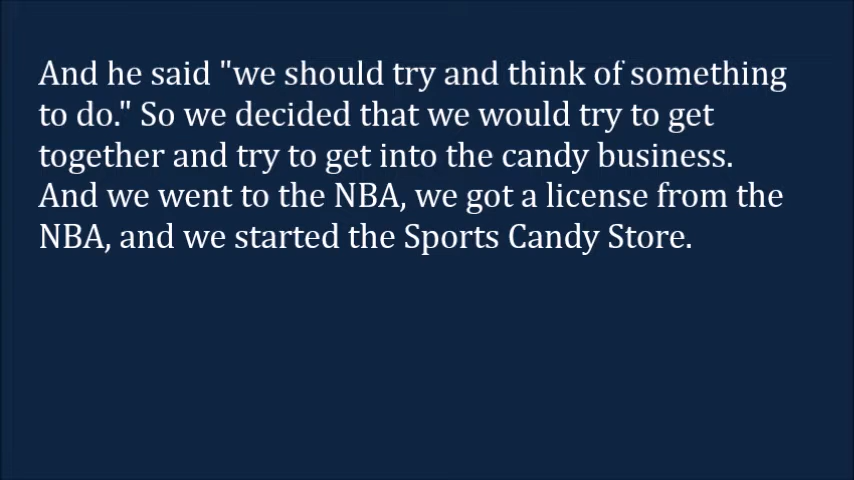 And he said "we should try and think of something
to do." So we decided that we would try to get
together and try to get into the candy business.
And we went to the NBA, we got a license from the
NBA, and we started the Sports Candy Store.